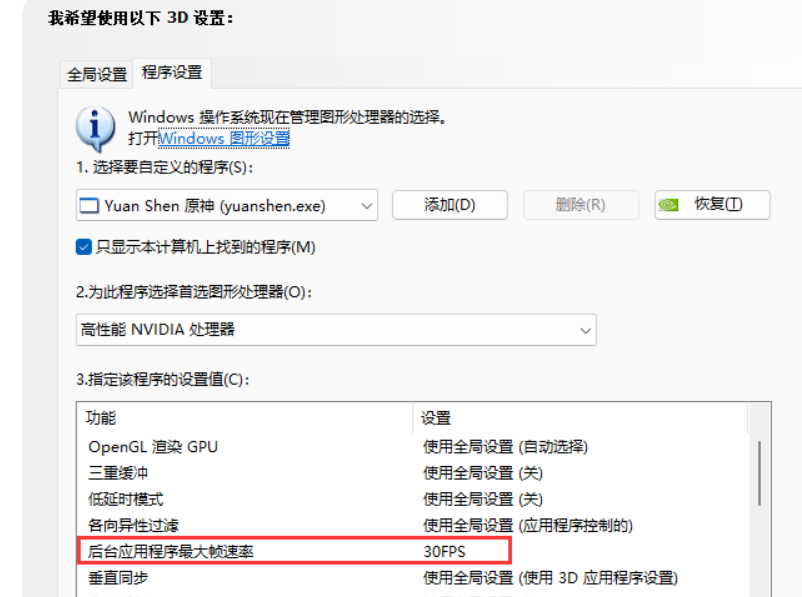 我希望使用以下 3D 设置：
全局设置 程序设置
Windows 操作系统现在管理图形处理器的选择。
打开Windows 图形设置
1. 选择要自定义的程序(S)：
Yuan Shen 原神 (yuanshen.exe) 添加(D) 删除(R) 恢复(T)
只显示本计算机上找到的程序(M)
2.为此程序选择首选图形处理器(O)：
高性能 NVIDIA 处理器
3.指定该程序的设置值(C)：
功能 设置
OpenGL 渲染 GPU 使用全局设置 (自动选择)
三重缓冲 使用全局设置 (关)
低延时模式 使用全局设置 (关)
各向异性过滤 使用全局设置 (应用程序控制的)
后台应用程序最大帧速率 30FPS
垂直同步 使用全局设置 (使用 3D 应用程序设置)